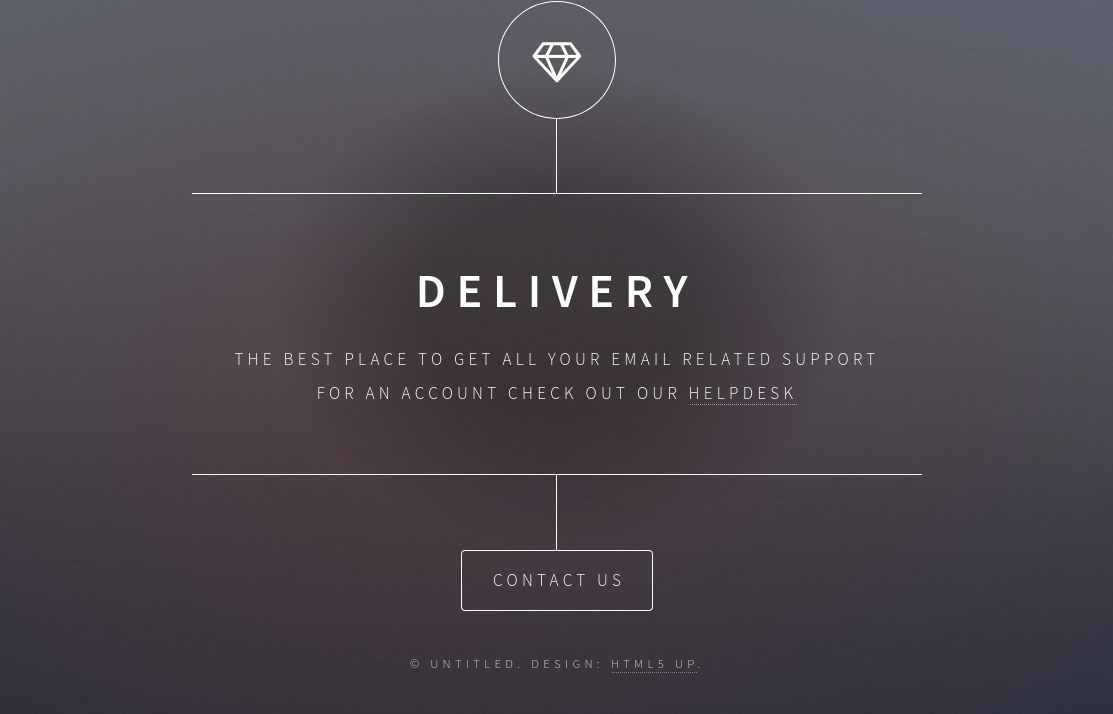 DELIVERY
THE BEST PLACE TO GET ALL YOUR EMAIL RELATED SUPPORT
FOR AN ACCOUNT CHECK OUT OUR HELPDESK
CONTACT US
© UNTITLED. DESIGN: HTML5 UP.